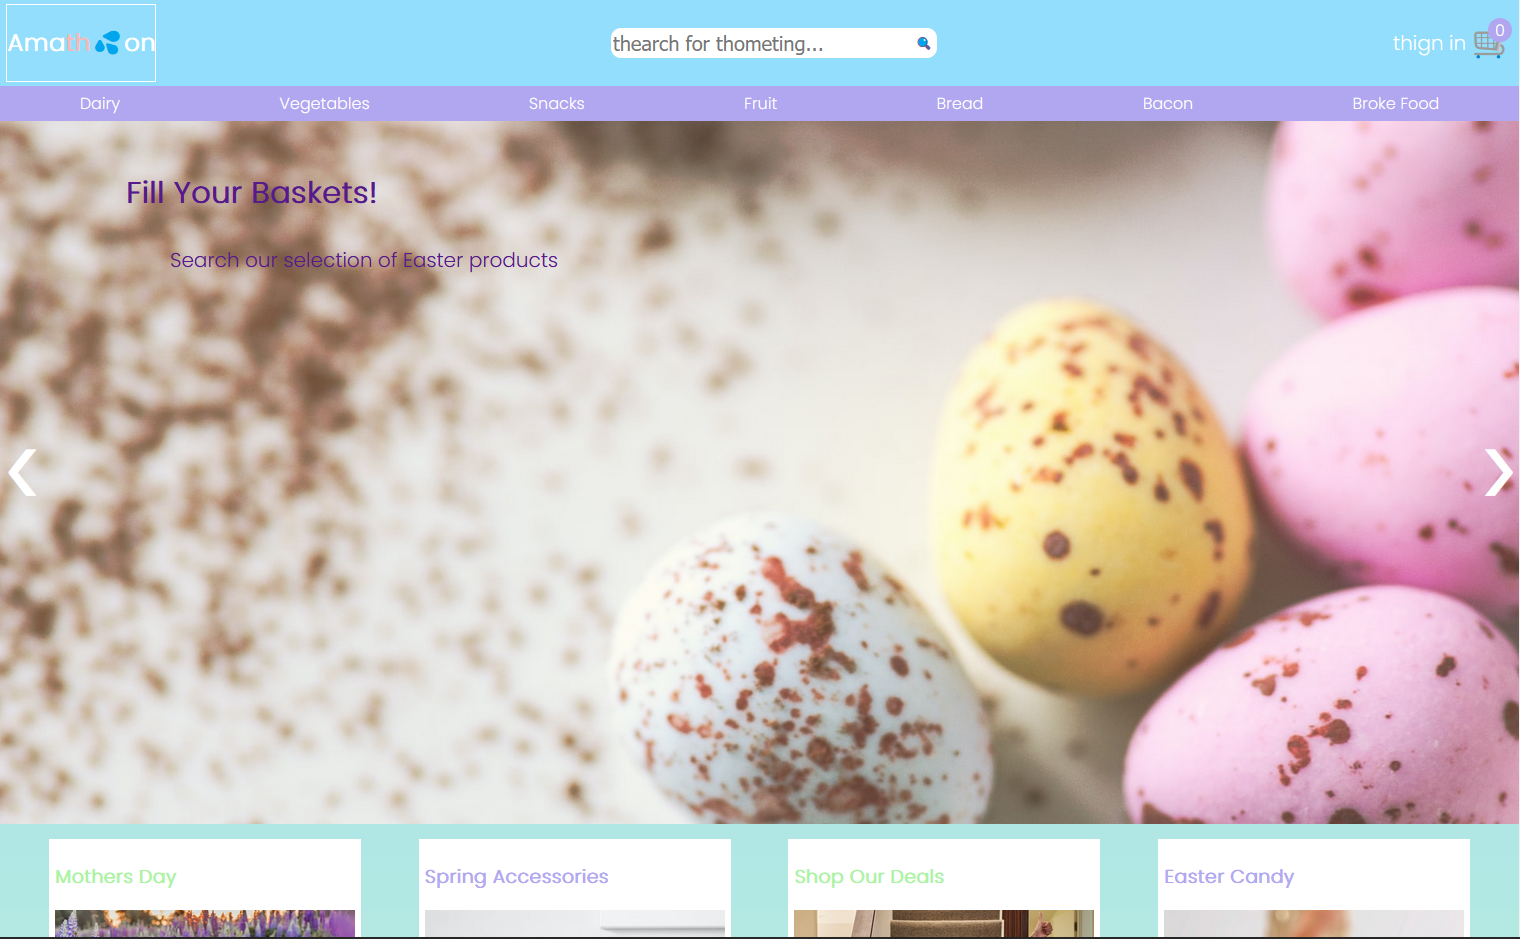 Amath💦on
thearch for thometing...
thign in
0
Dairy
Vegetables
Snacks
Fruit
Bread
Bacon
Broke Food
Fill Your Baskets!
Search our selection of Easter products
Mothers Day
Spring Accessories
Shop Our Deals
Easter Candy